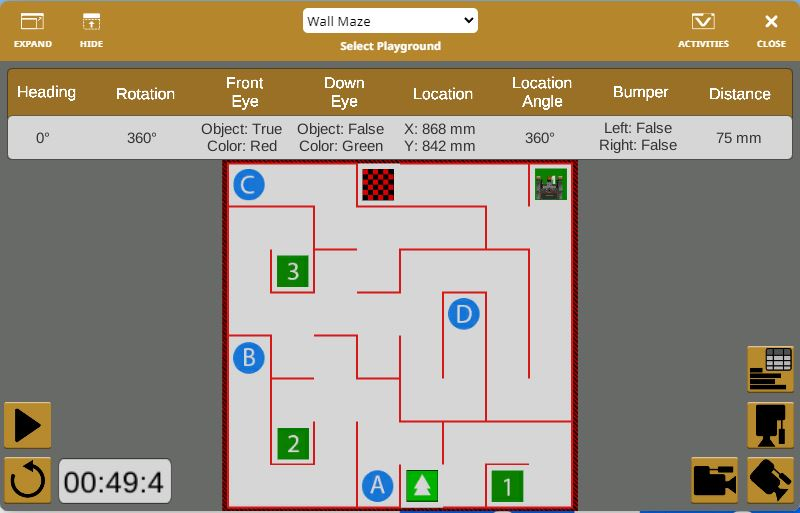 Wall Maze
EXPAND
HIDE
Select Playground
ACTIVITIES
CLOSE
Heading
Rotation
Front
Eye
Down
Eye
Location
Location
Angle
Bumper
Distance
0°
360°
Object: True
Color: Red
Object: False
Color: Green
X: 868 mm
Y: 842 mm
360°
Left: False
Right: False
75 mm
C
3
D
B
2
A
1
00:49:4